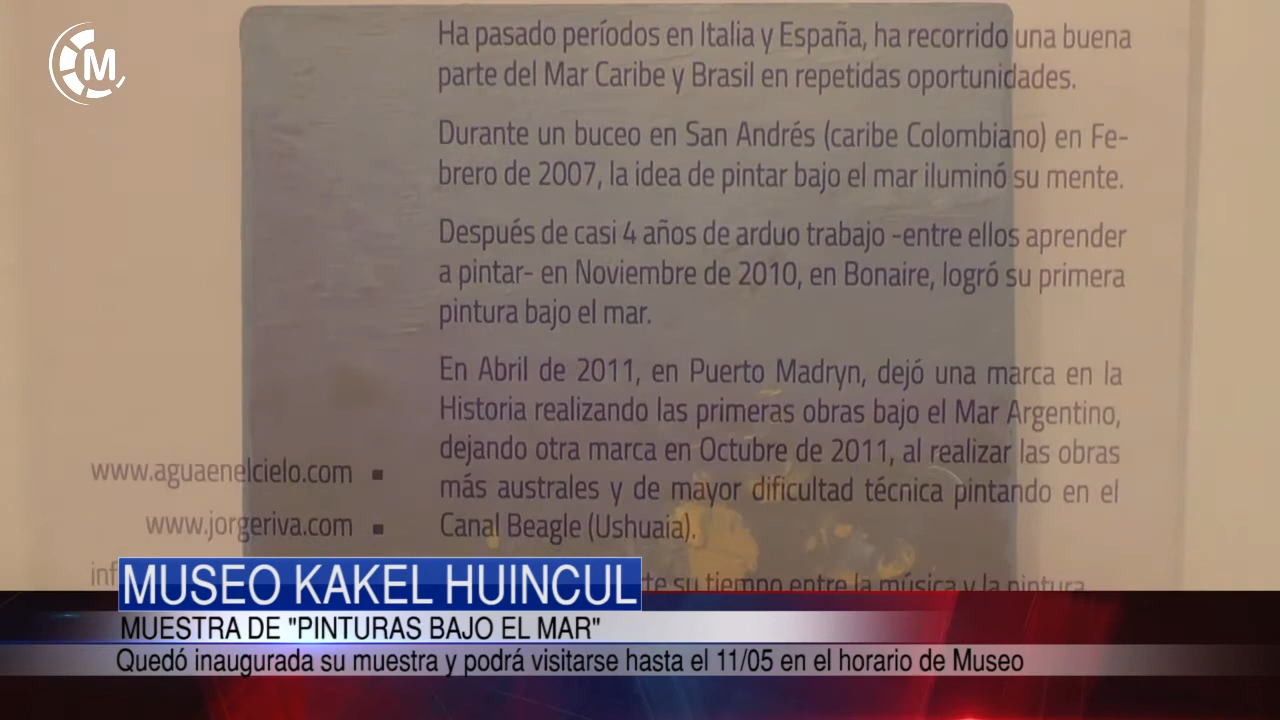 M
Ha pasado períodos en Italia y España, ha recorrido una buena
parte del Mar Caribe y Brasil en repetidas oportunidades.
Durante un buceo en San Andrés (caribe Colombiano) en Fe-
brero de 2007, la idea de pintar bajo el mar iluminó su mente.
Después de casi 4 años de arduo trabajo -entre ellos aprender
a pintar- en Noviembre de 2010, en Bonaire, logró su primera
pintura bajo el mar.
En Abril de 2011, en Puerto Madryn, dejó una marca en la
Historia realizando las primeras obras bajo el Mar Argentino,
dejando otra marca en Octubre de 2011, al realizar las obras
más australes y de mayor dificultad técnica pintando en el
Canal Beagle (Ushuaia).
www.aguaenelcielo.com
www.jorgeriva.com
su tiempo entre la música y la pintura
MUSEO KAKEL HUINCUL
MUESTRA DE "PINTURAS BAJO EL MAR"
Quedó inaugurada su muestra y podrá visitarse hasta el 11/05 en el horario de Museo